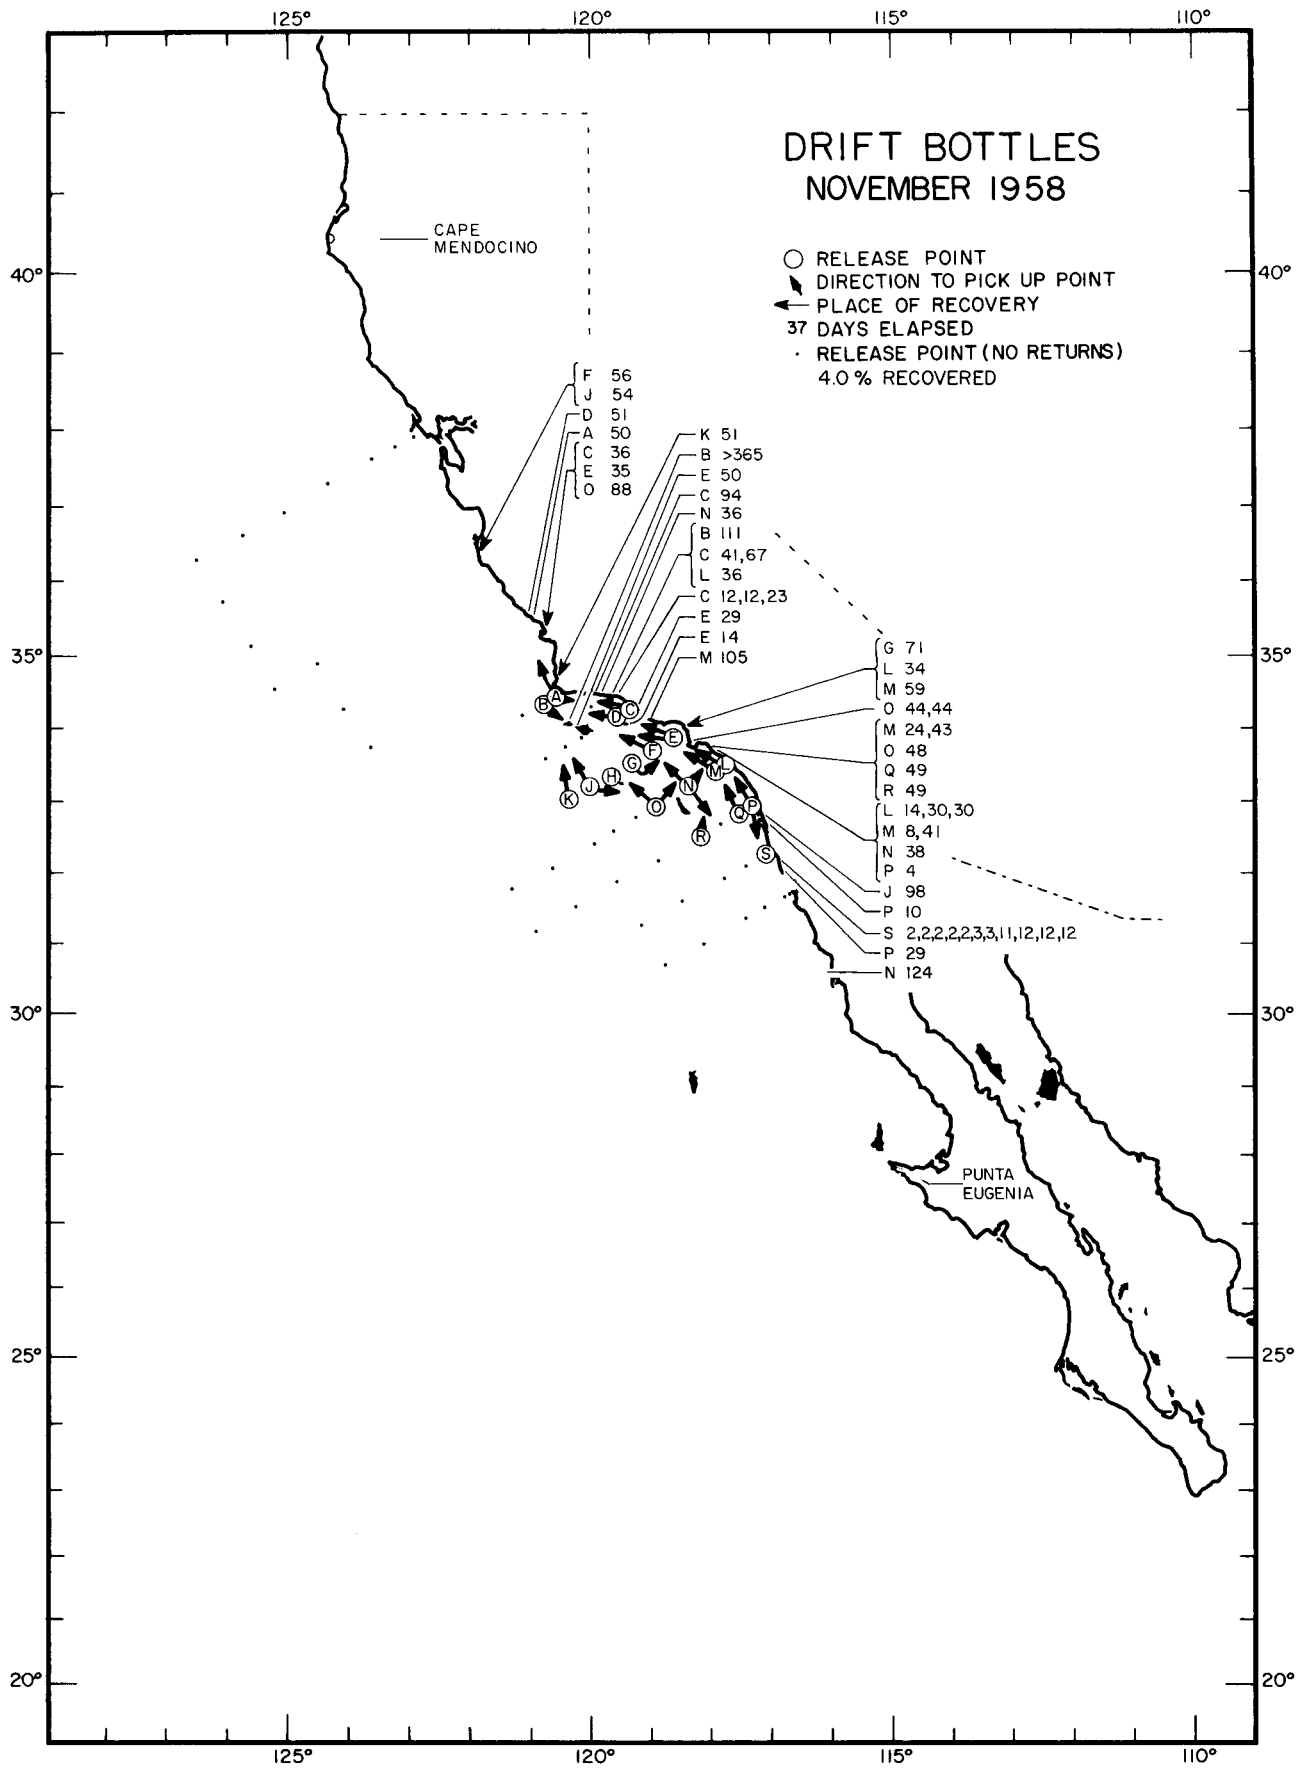 125° 120° 115° 110°
DRIFT BOTTLES
NOVEMBER 1958
CAPE
MENDOCINO
RELEASE POINT
40° 40°
DIRECTION TO PICK UP POINT
PLACE OF RECOVERY
37 DAYS ELAPSED
RELEASE POINT (NO RETURNS)
4.0 % RECOVERED
F 56
J 54
D 51
A 50
C 36
E 35
O 88
K 51
B >365
E 50
C 94
N 36
B 111
C 41,67
L 36
C 12,12,23
E 29
E 14
M 105
35° 35°
G 71
L 34
M 59
O 44,44
M 24,43
O 48
Q 49
R 49
L 14,30,30
M 8,41
N 38
P 4
J 98
P 10
S 2,2,2,2,2,3,3,11,12,12,12
P 29
N 124
A
B
C
D
E
F
G
H
J
K
L
M
N
O
P
Q
R
S
30° 30°
PUNTA
EUGENIA
25° 25°
20° 20°
125° 120° 115° 110°